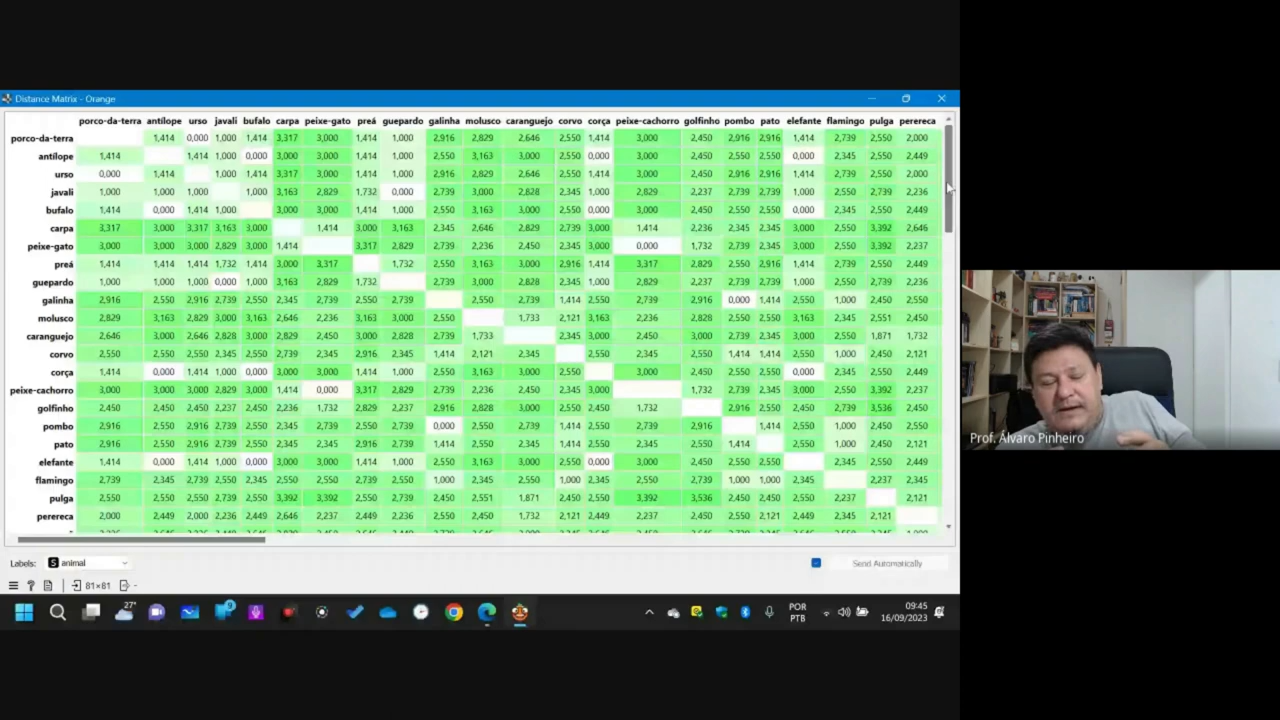 Distance Matrix - Orange
porco-da-terra antílope urso javali bufalo carpa peixe-gato preá guepardo galinha molusco caranguejo corvo corça peixe-cachorro golfinho pombo pato elefante flamingo pulga perereca
porco-da-terra 1,414 0,000 1,000 1,414 3,317 3,000 1,414 1,000 2,916 2,829 2,646 2,550 1,414 3,000 2,450 2,916 2,916 1,414 2,739 2,550 2,000
antílope 1,414 1,414 1,000 0,000 3,000 3,000 1,414 1,000 2,550 3,163 3,000 2,550 0,000 3,000 2,450 2,550 2,550 0,000 2,345 2,550 2,449
urso 0,000 1,414 1,000 1,414 3,317 3,000 1,414 1,000 2,916 2,829 2,646 2,550 1,414 3,000 2,450 2,916 2,916 1,414 2,739 2,550 2,000
javali 1,000 1,000 1,000 1,000 3,163 2,829 1,732 0,000 2,739 3,000 2,828 2,345 1,000 2,829 2,237 2,739 2,739 1,000 2,550 2,739 2,236
bufalo 1,414 0,000 1,414 1,000 3,000 3,000 1,414 1,000 2,550 3,163 3,000 2,550 0,000 3,000 2,450 2,550 2,550 0,000 2,345 2,550 2,449
carpa 3,317 3,000 3,317 3,163 3,000 1,414 3,000 3,163 2,345 2,646 2,829 2,739 3,000 1,414 2,236 2,345 2,345 3,000 2,550 3,392 2,646
peixe-gato 3,000 3,000 3,000 2,829 3,000 1,414 3,317 2,829 2,739 2,236 2,450 2,345 3,000 0,000 1,732 2,739 2,345 3,000 2,550 3,392 2,237
preá 1,414 1,414 1,414 1,732 1,414 3,000 3,317 1,732 2,550 3,163 3,000 2,916 1,414 3,317 2,829 2,550 2,916 1,414 2,739 2,550 2,449
guepardo 1,000 1,000 1,000 0,000 1,000 3,163 2,829 1,732 2,739 3,000 2,828 2,345 1,000 2,829 2,237 2,739 2,739 1,000 2,550 2,739 2,236
galinha 2,916 2,550 2,916 2,739 2,550 2,345 2,739 2,550 2,739 2,550 2,739 1,414 2,550 2,739 2,916 0,000 1,414 2,550 1,000 2,450 2,550
molusco 2,829 3,163 2,829 3,000 3,163 2,646 2,236 3,163 3,000 2,550 1,733 2,121 3,163 2,236 2,828 2,550 2,550 3,163 2,345 2,551 2,450
caranguejo 2,646 3,000 2,646 2,828 3,000 2,829 2,450 3,000 2,828 2,739 1,733 2,345 3,000 2,450 3,000 2,739 2,345 3,000 2,550 1,871 1,732
corvo 2,550 2,550 2,550 2,345 2,550 2,739 2,345 2,916 2,345 1,414 2,121 2,345 2,550 2,345 2,550 1,414 1,414 2,550 1,000 2,450 2,121
corça 1,414 0,000 1,414 1,000 0,000 3,000 3,000 1,414 1,000 2,550 3,163 3,000 2,550 3,000 2,450 2,550 2,550 0,000 2,345 2,550 2,449
peixe-cachorro 3,000 3,000 3,000 2,829 3,000 1,414 0,000 3,317 2,829 2,739 2,236 2,450 2,345 3,000 1,732 2,739 2,345 3,000 2,550 3,392 2,237
golfinho 2,450 2,450 2,450 2,237 2,450 2,236 1,732 2,829 2,237 2,916 2,828 3,000 2,550 2,450 1,732 2,916 2,550 2,450 2,739 3,536 2,450
pombo 2,916 2,550 2,916 2,739 2,550 2,345 2,739 2,550 2,739 0,000 2,550 2,739 1,414 2,550 2,739 2,916 1,414 2,550 1,000 2,450 2,550
pato 2,916 2,550 2,916 2,739 2,550 2,345 2,345 2,916 2,739 1,414 2,550 2,345 1,414 2,550 2,345 2,550 1,414 2,550 1,000 2,450 2,121
elefante 1,414 0,000 1,414 1,000 0,000 3,000 3,000 1,414 1,000 2,550 3,163 3,000 2,550 0,000 3,000 2,450 2,550 2,550 2,345 2,550 2,449
flamingo 2,739 2,345 2,739 2,550 2,345 2,550 2,550 2,739 2,550 1,000 2,345 2,550 1,000 2,345 2,550 2,739 1,000 1,000 2,345 2,237 2,345
pulga 2,550 2,550 2,550 2,739 2,550 3,392 3,392 2,550 2,739 2,450 2,551 1,871 2,450 2,550 3,392 3,536 2,450 2,450 2,550 2,237 2,121
perereca 2,000 2,449 2,000 2,236 2,449 2,646 2,237 2,449 2,236 2,550 2,450 1,732 2,121 2,449 2,237 2,450 2,550 2,121 2,449 2,345 2,121
Labels: S animal
Send Automatically
81×81
27°
POR
PTB
09:45
16/09/2023
Prof. Álvaro Pinheiro